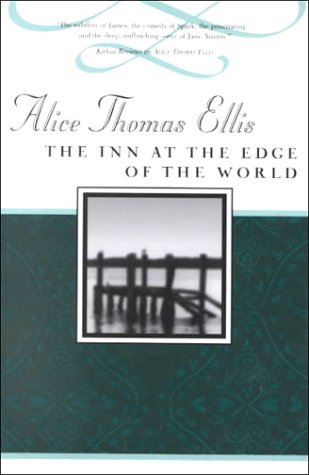 "The subtlety of James, the comedy of Spark, the penetrating
and the deep, unflinching nerve of Jane Austen."
Kirkus Reviews on ALICE THOMAS ELLIS
Alice Thomas Ellis
THE INN AT THE EDGE
OF THE WORLD